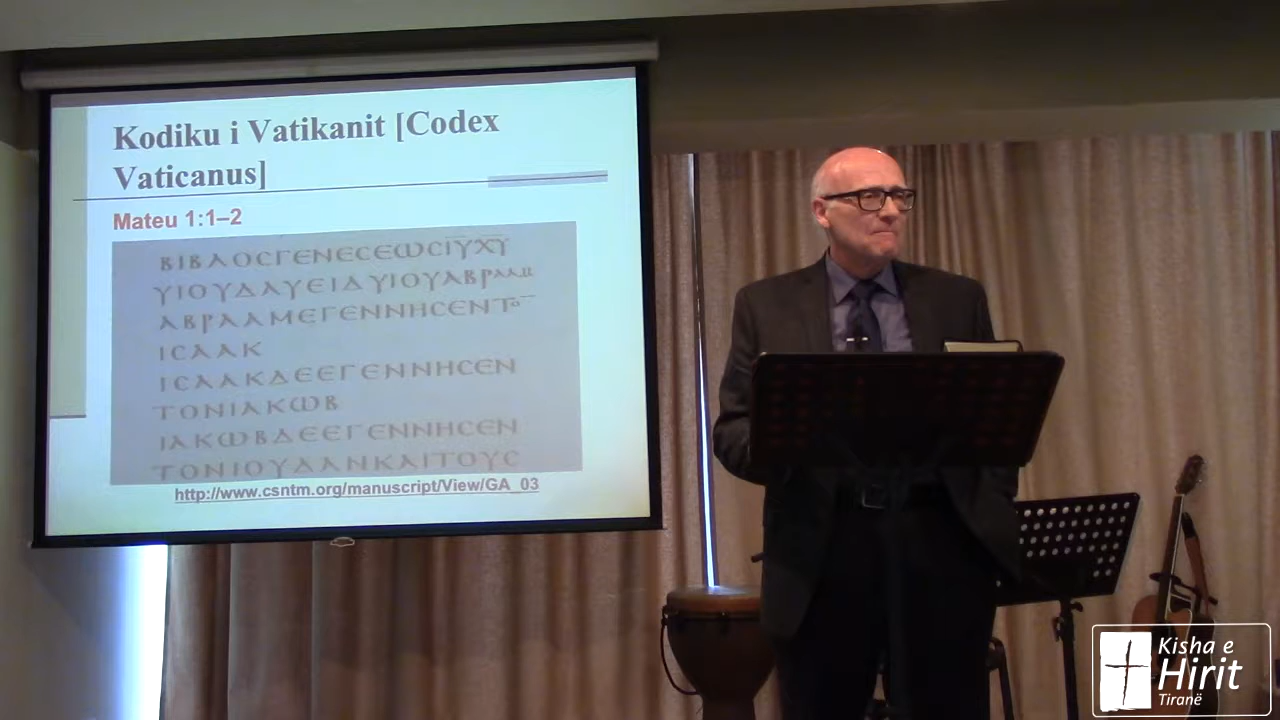 Kodiku i Vatikanit [Codex
Vaticanus]
Mateu 1:1–2
ΒΙΒΛΟϹΓΕΝΕϹΕΩϹΙ̅Υ̅Χ̅Υ̅
ΥΙΟΥΔΑΥΕΙΔΥΙΟΥΑΒΡΑΑΜ
ΑΒΡΑΑΜΕΓΕΝΝΗϹΕΝΤΟ̅
ΙϹΑΑΚ
ΙϹΑΑΚΔΕΕΓΕΝΝΗϹΕΝ
ΤΟΝΙΑΚΩΒ
ΙΑΚΩΒΔΕΕΓΕΝΝΗϹΕΝ
ΤΟΝΙΟΥΔΑΝΚΑΙΤΟΥϹ
http://www.csntm.org/manuscript/View/GA_03
Kisha e
Hirit
Tiranë